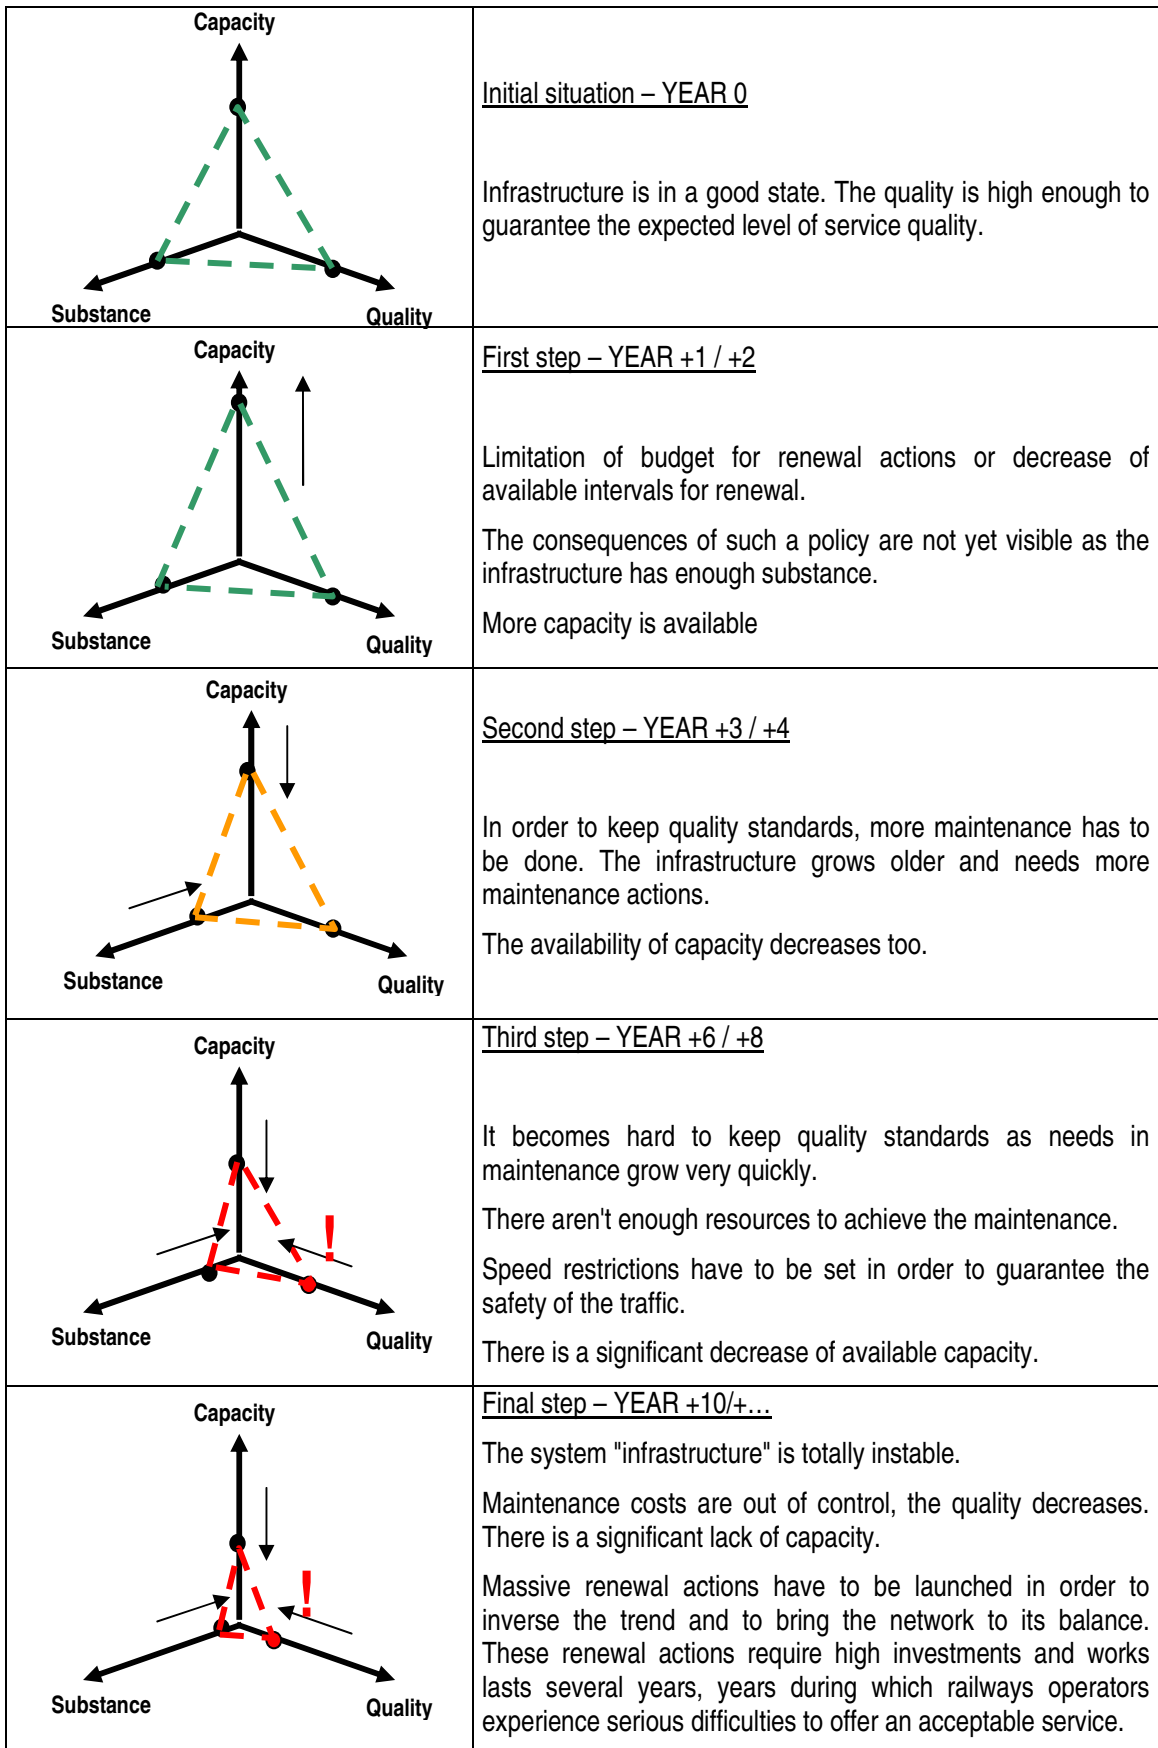 Capacity
Substance
Quality
Initial situation – YEAR 0
Infrastructure is in a good state. The quality is high enough to
guarantee the expected level of service quality.
Capacity
Substance
Quality
First step – YEAR +1 / +2
Limitation of budget for renewal actions or decrease of
available intervals for renewal.
The consequences of such a policy are not yet visible as the
infrastructure has enough substance.
More capacity is available
Capacity
Substance
Quality
Second step – YEAR +3 / +4
In order to keep quality standards, more maintenance has to
be done. The infrastructure grows older and needs more
maintenance actions.
The availability of capacity decreases too.
Capacity
!
Substance
Quality
Third step – YEAR +6 / +8
It becomes hard to keep quality standards as needs in
maintenance grow very quickly.
There aren't enough resources to achieve the maintenance.
Speed restrictions have to be set in order to guarantee the
safety of the traffic.
There is a significant decrease of available capacity.
Capacity
!
Substance
Quality
Final step – YEAR +10/+…
The system "infrastructure" is totally instable.
Maintenance costs are out of control, the quality decreases.
There is a significant lack of capacity.
Massive renewal actions have to be launched in order to
inverse the trend and to bring the network to its balance.
These renewal actions require high investments and works
lasts several years, years during which railways operators
experience serious difficulties to offer an acceptable service.